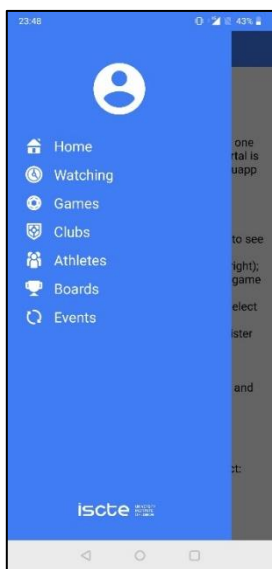 23:48 43%
Home
one
rtal is
Watching
uapp
Games
Clubs
to see
Athletes
ight);
game
Boards
elect
Events
ister
and
ct:
iscte